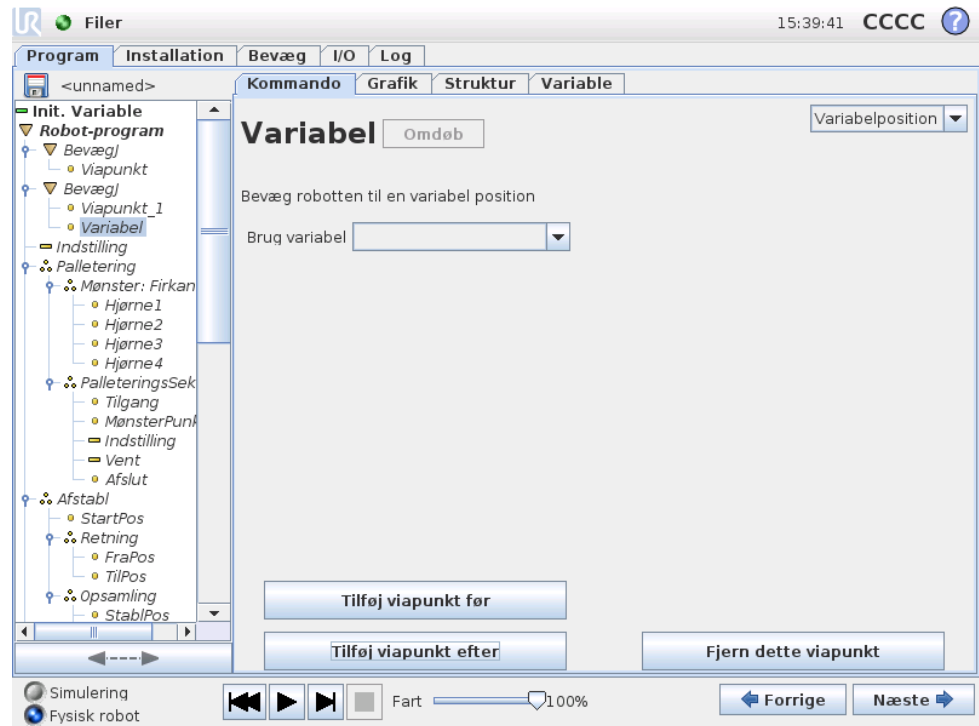 UR Filer 15:39:41 CCCC ?
Program Installation Bevæg I/O Log
<unnamed>
Kommando Grafik Struktur Variable
Init. Variable
Robot-program
BevægJ
Viapunkt
BevægJ
Viapunkt_1
Variabel
Indstilling
Palletering
Mønster: Firkan
Hjørne1
Hjørne2
Hjørne3
Hjørne4
PalleteringsSek
Tilgang
MønsterPunk
Indstilling
Vent
Afslut
Afstabl
StartPos
Retning
FraPos
TilPos
Opsamling
StablPos
Variabel Omdøb
Variabelposition
Bevæg robotten til en variabel position
Brug variabel
Tilføj viapunkt før
Tilføj viapunkt efter
Fjern dette viapunkt
Simulering
Fysisk robot
Fart 100%
Forrige Næste